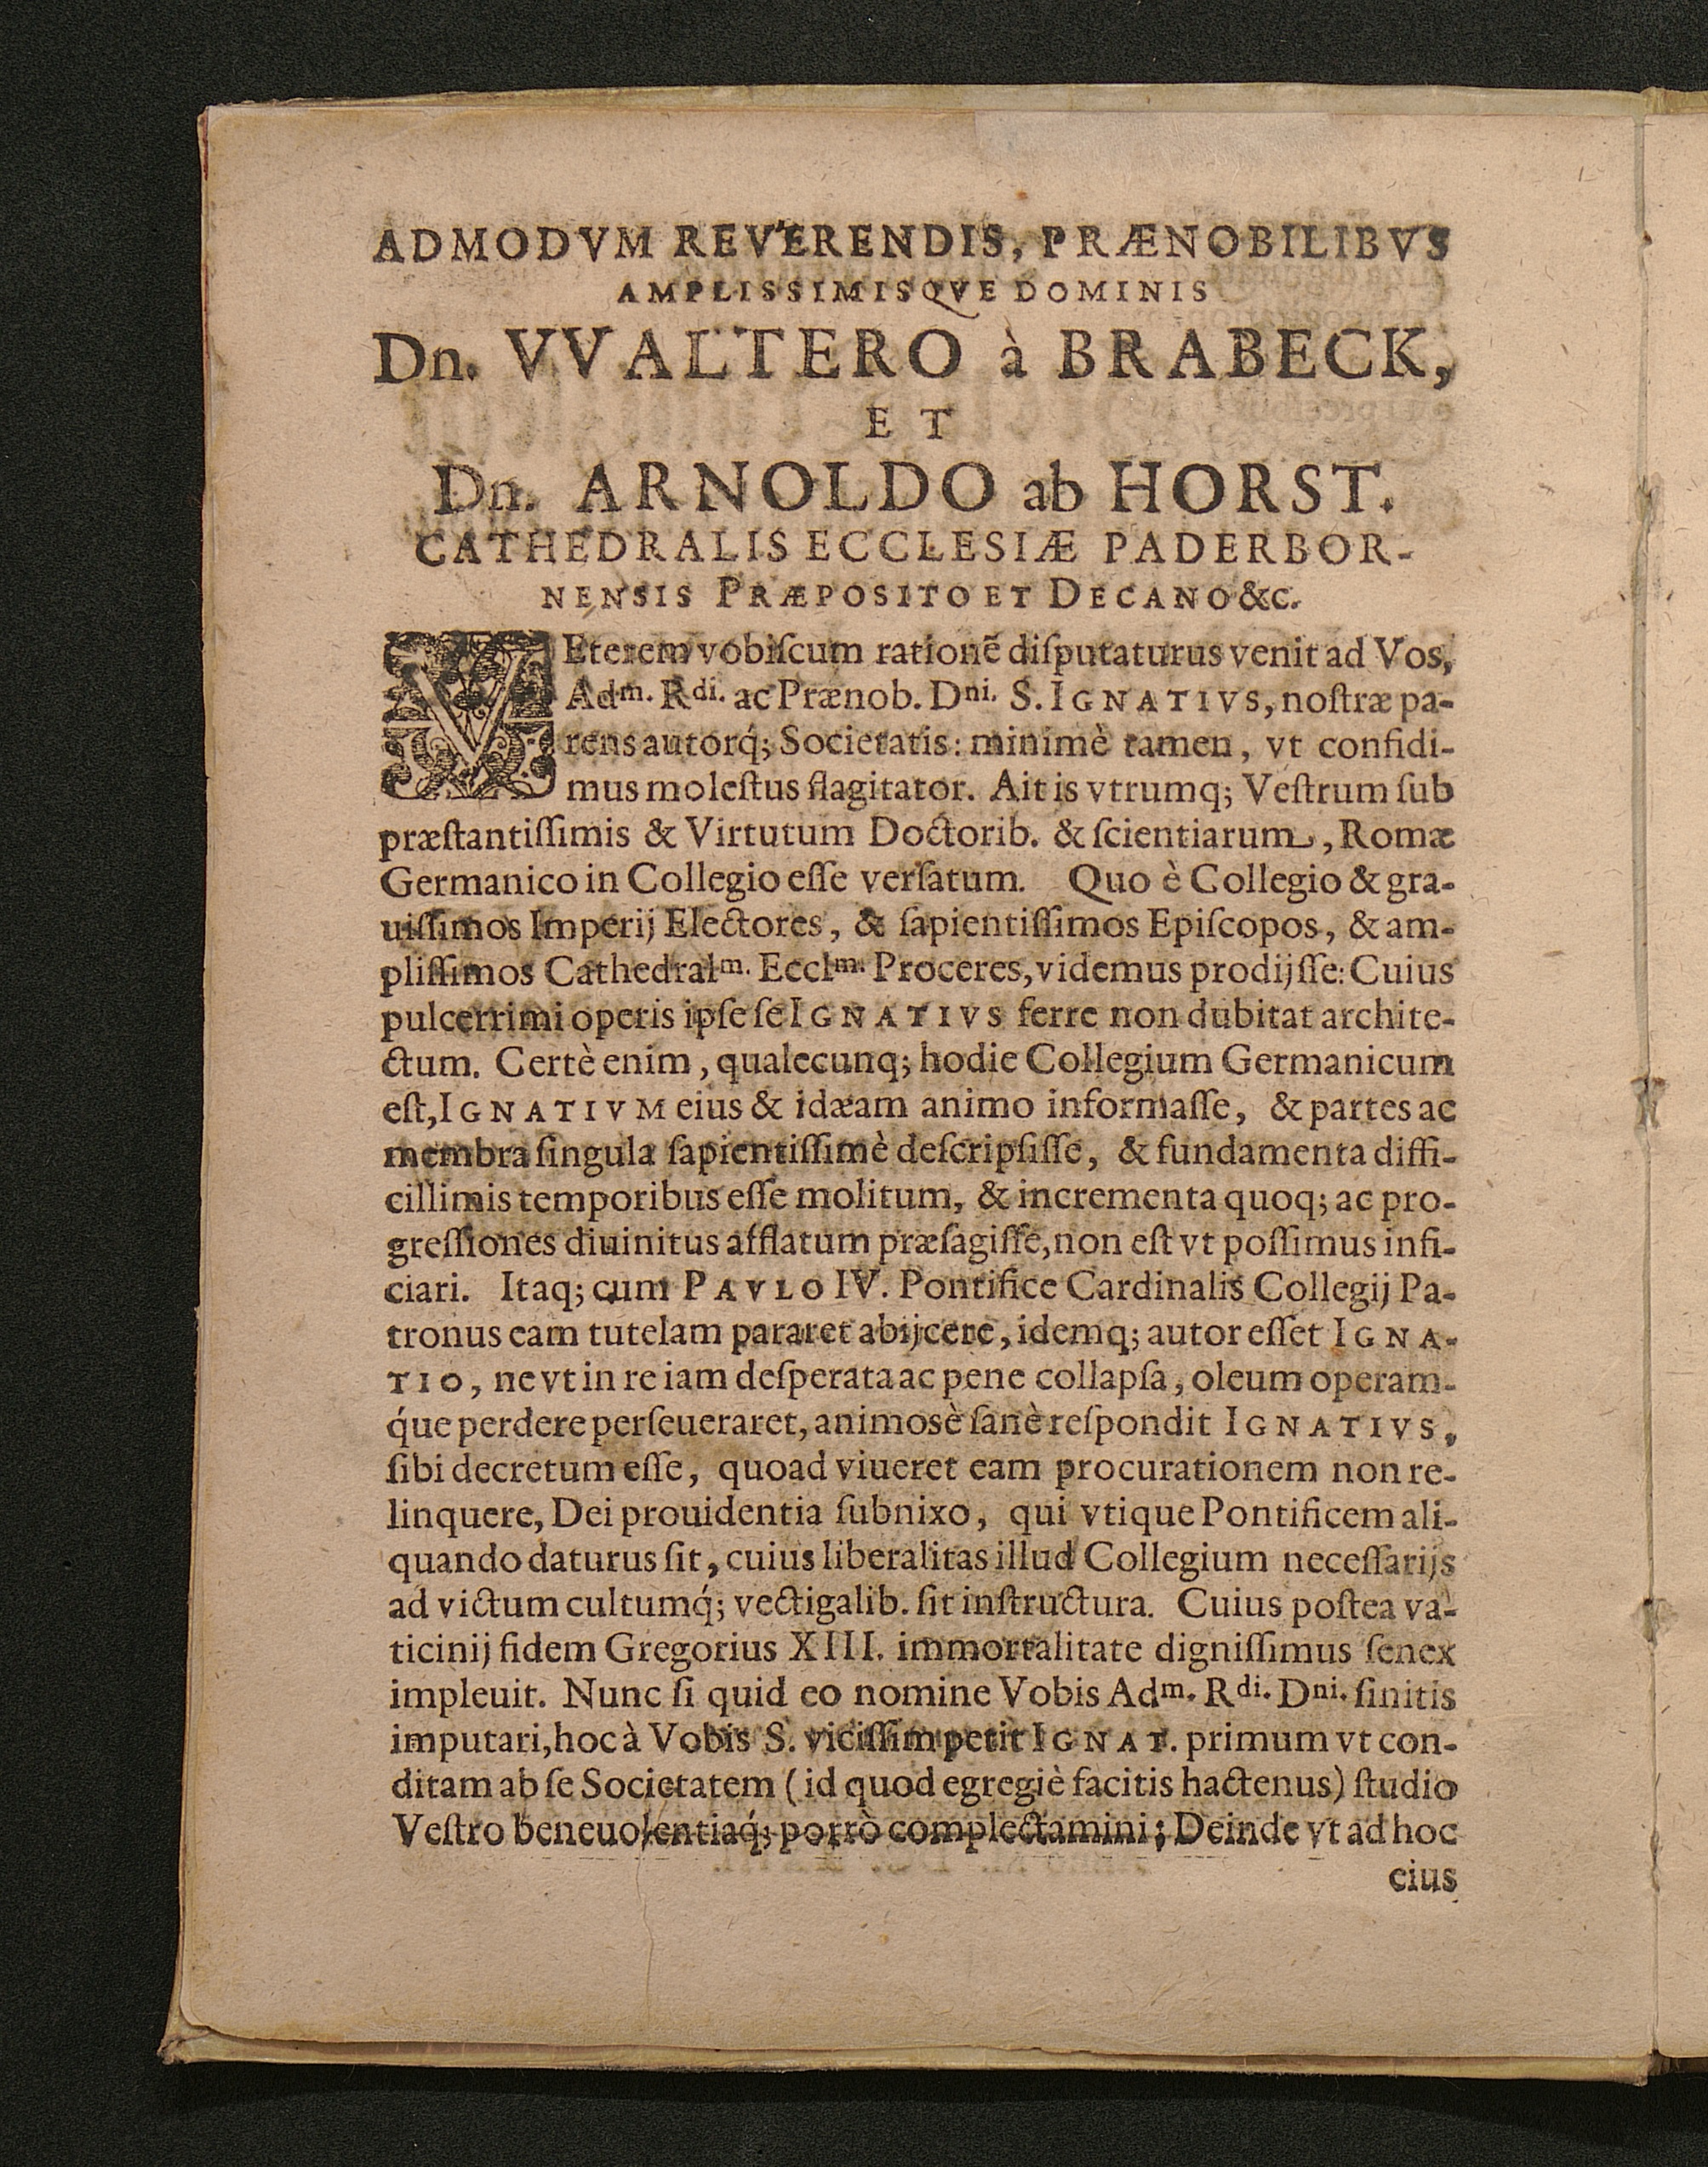 ADMODVM REVERENDIS, PRÆNOBILIBVS
AMPLISSIMISQVE DOMINIS
Dn. VVALTERO à BRABECK,
ET
Dn. ARNOLDO ab HORST.
CATHEDRALIS ECCLESIÆ PADERBOR-
NENSIS PRÆPOSITO ET DECANO &c.
VEterem vobiſcum rationẽ diſputaturus venit ad Vos,
Adm. Rdi. ac Prænob. Dni. S. IGNATIVS, noſtræ pa-
rens autorq́; Societatis: minimè tamen, vt confidi-
mus moleſtus flagitator. Ait is vtrumq; Veſtrum ſub
præſtantiſſimis & Virtutum Doctorib. & ſcientiarum, Romæ
Germanico in Collegio eſſe verſatum. Quo è Collegio & gra-
uiſſimos Imperij Electores, & ſapientiſſimos Epiſcopos, & am-
pliſſimos Cathedralm. Ecclm. Proceres, videmus prodijſſe: Cuius
pulcerrimi operis ipſe ſe IGNATIVS ferre non dubitat archite-
ctum. Certè enim, qualecunq; hodie Collegium Germanicum
eſt, IGNATIVM eius & idæam animo informaſſe, & partes ac
membra ſingula ſapientiſſimè deſcripſiſſe, & fundamenta diffi-
cillimis temporibus eſſe molitum, & incrementa quoq; ac pro-
greſſiones diuinitus afflatum præſagiſſe, non eſt vt poſſimus infi-
ciari. Itaq; cum PAVLO IV. Pontifice Cardinalis Collegij Pa-
tronus eam tutelam pararet abijcere, idemq; autor eſſet IGNA-
TIO, ne vt in re iam deſperata ac pene collapſa, oleum operam-
q́ue perdere perſeueraret, animosè ſanè reſpondit IGNATIVS,
ſibi decretum eſſe, quoad viueret eam procurationem non re-
linquere, Dei prouidentia ſubnixo, qui vtique Pontificem ali-
quando daturus ſit, cuius liberalitas illud Collegium neceſſarijs
ad victum cultumq́; vectigalib. ſit inſtructura. Cuius poſtea va-
ticinij fidem Gregorius XIII. immortalitate digniſſimus ſenex
impleuit. Nunc ſi quid eo nomine Vobis Adm. Rdi. Dni. ſinitis
imputari, hoc à Vobis S. viciſſim petit IGNAT. primum vt con-
ditam ab ſe Societatem (id quod egregiè facitis hactenus) ſtudio
Veſtro beneuolentiaq́; porrò complectamini; Deinde vt ad hoc
eius